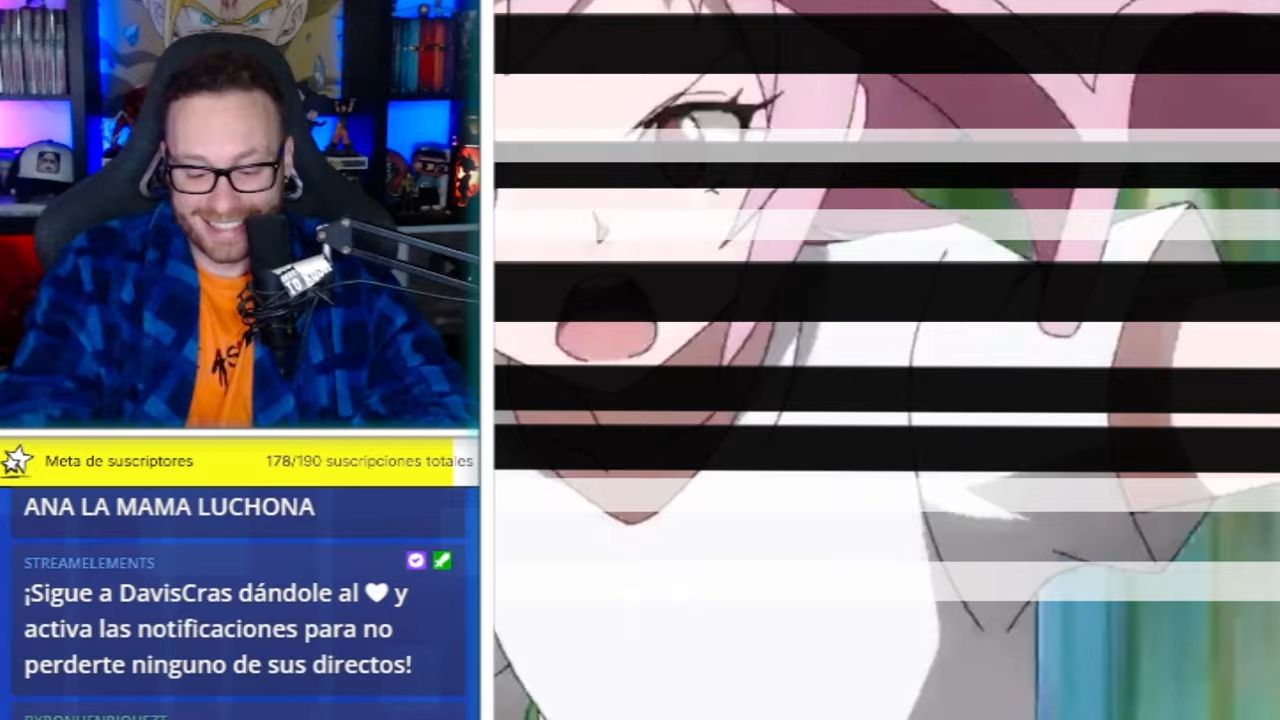 Meta de suscriptores 178/190 suscripciones totales
ANA LA MAMA LUCHONA
STREAMELEMENTS
¡Sigue a DavisCras dándole al 🤍 y
activa las notificaciones para no
perderte ninguno de sus directos!